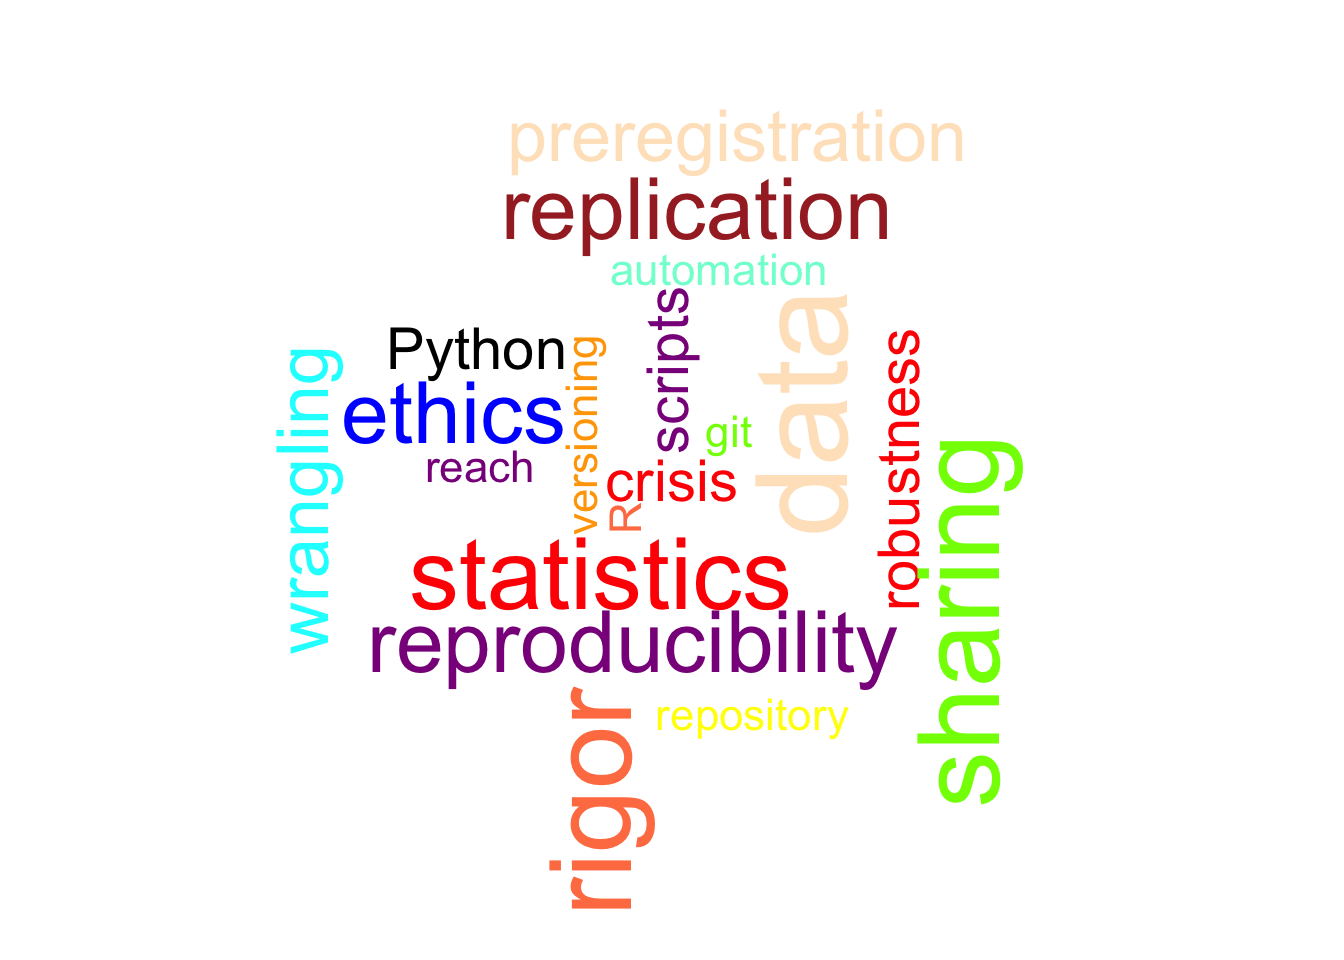 preregistration
replication
automation
scripts
data
Python
versioning
robustness
wrangling
ethics
git
sharing
reach
crisis
R
statistics
reproducibility
rigor
repository